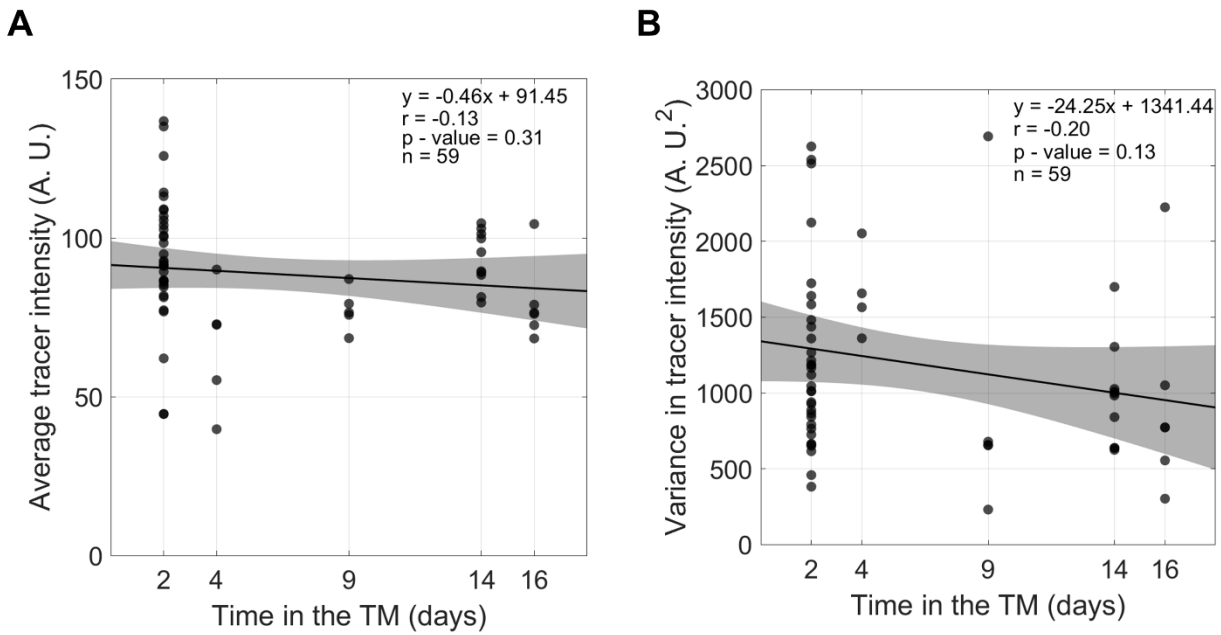 A
150
100
50
0
Average tracer intensity (A. U.)
y = -0.46x + 91.45
r = -0.13
p - value = 0.31
n = 59
2 4 9 14 16
Time in the TM (days)
B
3000
2500
2000
1500
1000
500
0
Variance in tracer intensity (A. U.²)
y = -24.25x + 1341.44
r = -0.20
p - value = 0.13
n = 59
2 4 9 14 16
Time in the TM (days)